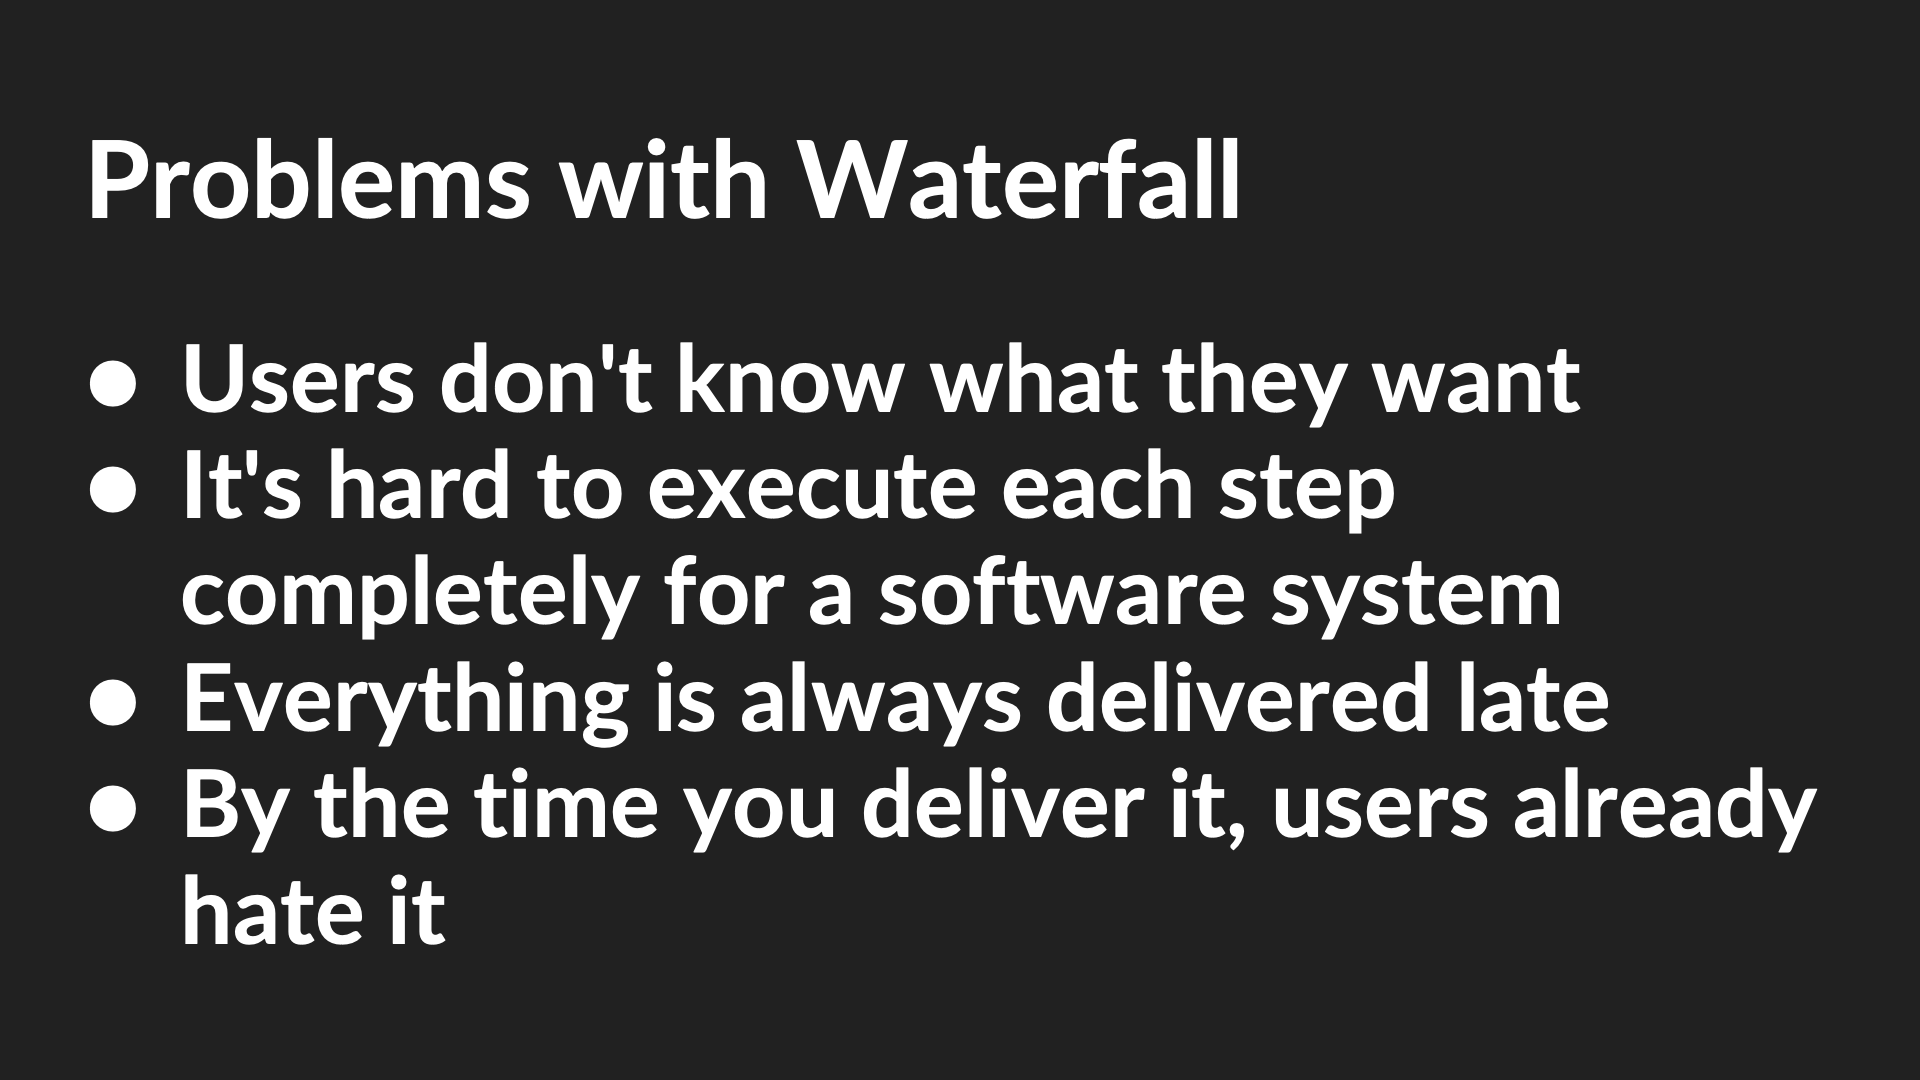 Problems with Waterfall
● Users don't know what they want
● It's hard to execute each step
completely for a software system
● Everything is always delivered late
● By the time you deliver it, users already
hate it